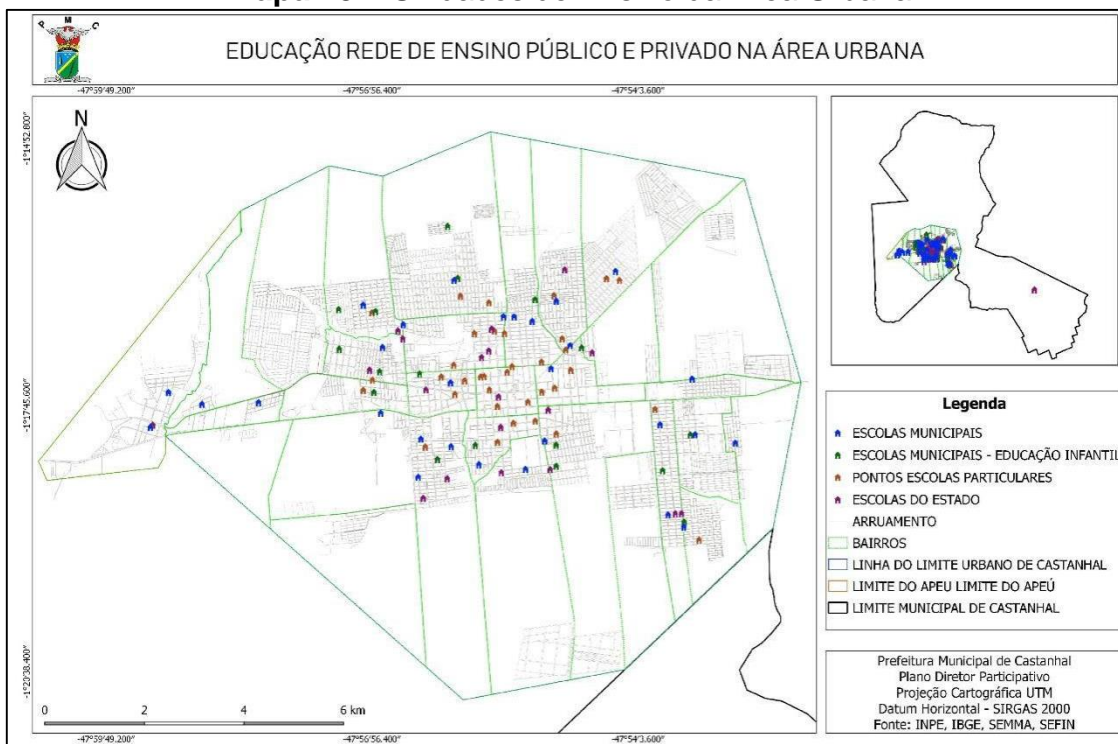 P M C
EDUCAÇÃO REDE DE ENSINO PÚBLICO E PRIVADO NA ÁREA URBANA
-47°59'49.200" -47°56'56.400" -47°54'3.600"
-1°14'52.800"
-1°17'45.600"
-1°20'38.400"
N
0 2 4 6 km
-47°59'49.200" -47°56'56.400" -47°54'3.600"
Legenda
ESCOLAS MUNICIPAIS
ESCOLAS MUNICIPAIS - EDUCAÇÃO INFANTIL
PONTOS ESCOLAS PARTICULARES
ESCOLAS DO ESTADO
ARRUAMENTO
BAIRROS
LINHA DO LIMITE URBANO DE CASTANHAL
LIMITE DO APEU LIMITE DO APEÚ
LIMITE MUNICIPAL DE CASTANHAL
Prefeitura Municipal de Castanhal
Plano Diretor Participativo
Projeção Cartográfica UTM
Datum Horizontal - SIRGAS 2000
Fonte: INPE, IBGE, SEMMA, SEFIN